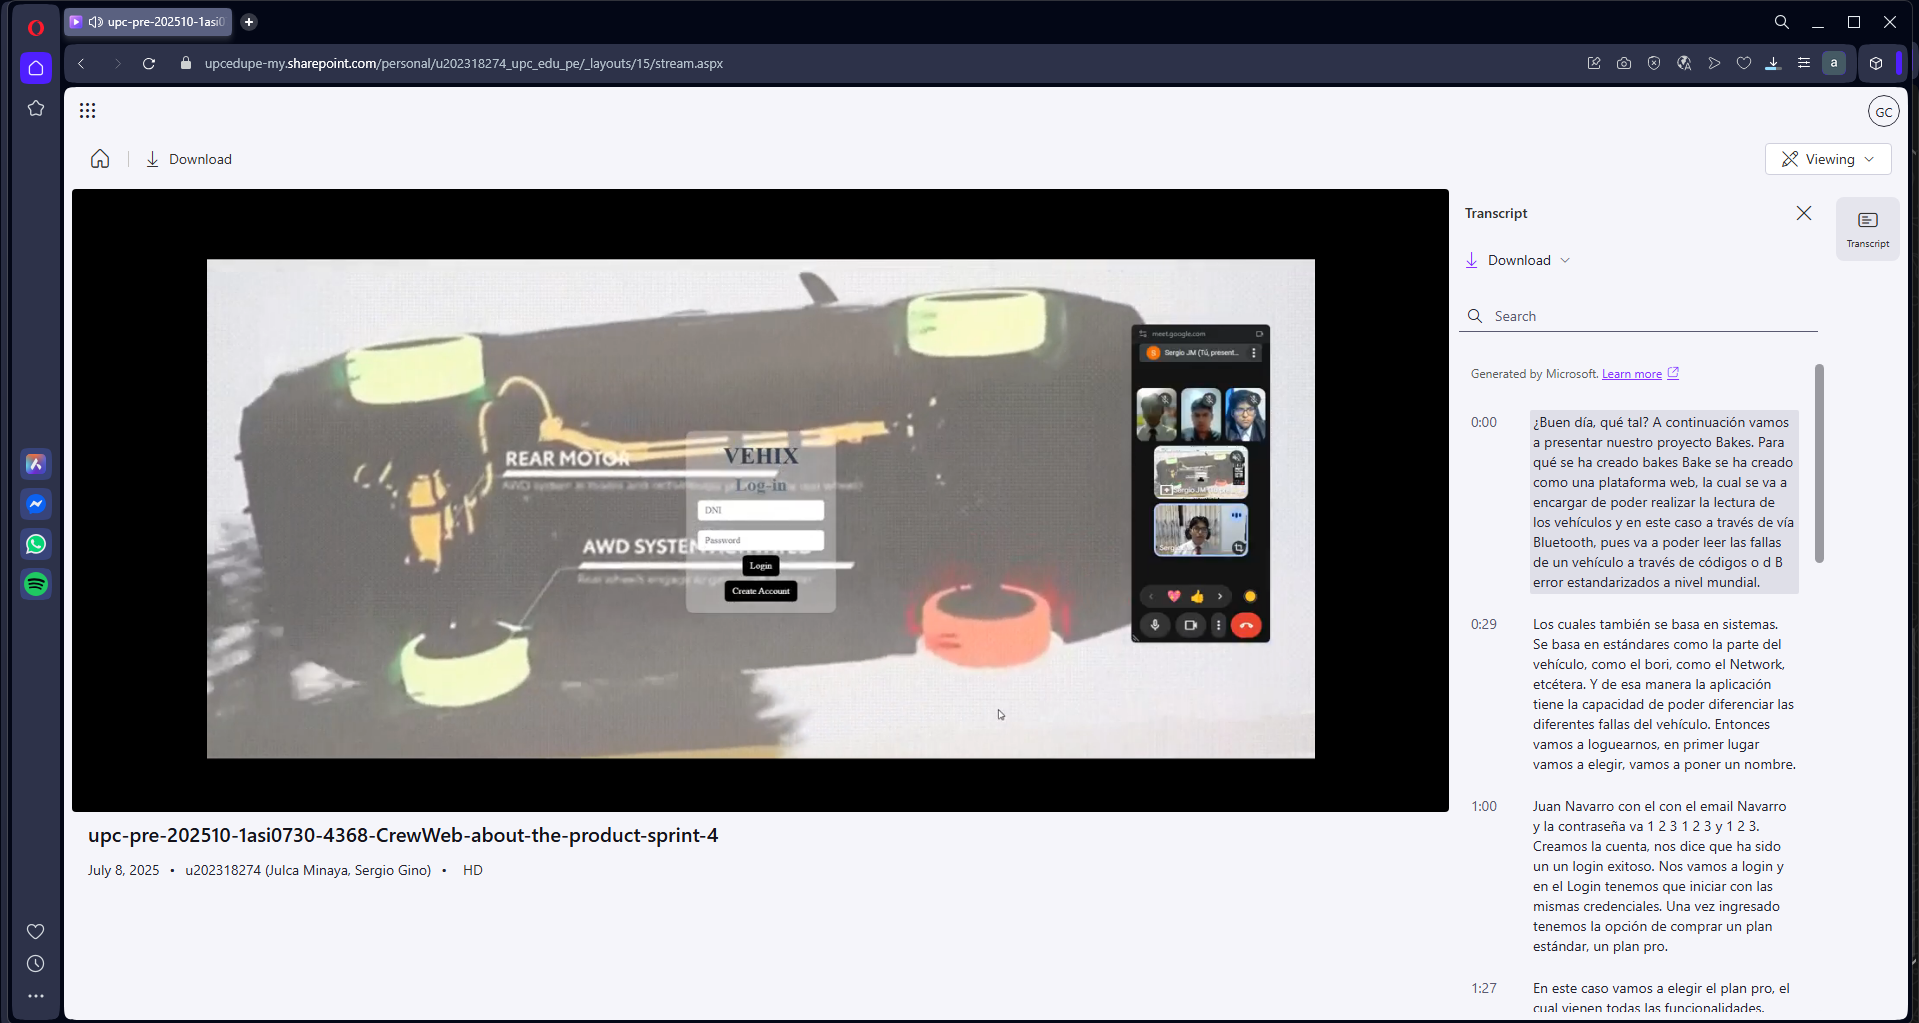 upc-pre-202510-1asi0
upcedupe-my.sharepoint.com/personal/u202318274_upc_edu_pe/_layouts/15/stream.aspx
a
GC
Download
Viewing
REAR MOTOR
AWD SYSTEM
VEHIX
Log-in
DNI
Password
Login
Create Account
meet.google.com
S
Sergio JM (Tú, present...
upc-pre-202510-1asi0730-4368-CrewWeb-about-the-product-sprint-4
July 8, 2025 • u202318274 (Julca Minaya, Sergio Gino) • HD
Transcript
Transcript
Download
Search
Generated by Microsoft. Learn more
0:00
¿Buen día, qué tal? A continuación vamos
a presentar nuestro proyecto Bakes. Para
qué se ha creado bakes Bake se ha creado
como una plataforma web, la cual se va a
encargar de poder realizar la lectura de
los vehículos y en este caso a través de vía
Bluetooth, pues va a poder leer las fallas
de un vehículo a través de códigos o d B
error estandarizados a nivel mundial.
0:29
Los cuales también se basa en sistemas.
Se basa en estándares como la parte del
vehículo, como el bori, como el Network,
etcétera. Y de esa manera la aplicación
tiene la capacidad de poder diferenciar las
diferentes fallas del vehículo. Entonces
vamos a loguearnos, en primer lugar
vamos a elegir, vamos a poner un nombre.
1:00
Juan Navarro con el con el email Navarro
y la contraseña va 1 2 3 1 2 3 y 1 2 3.
Creamos la cuenta, nos dice que ha sido
un un login exitoso. Nos vamos a login y
en el Login tenemos que iniciar con las
mismas credenciales. Una vez ingresado
tenemos la opción de comprar un plan
estándar, un plan pro.
1:27
En este caso vamos a elegir el plan pro, el
cual vienen todas las funcionalidades.